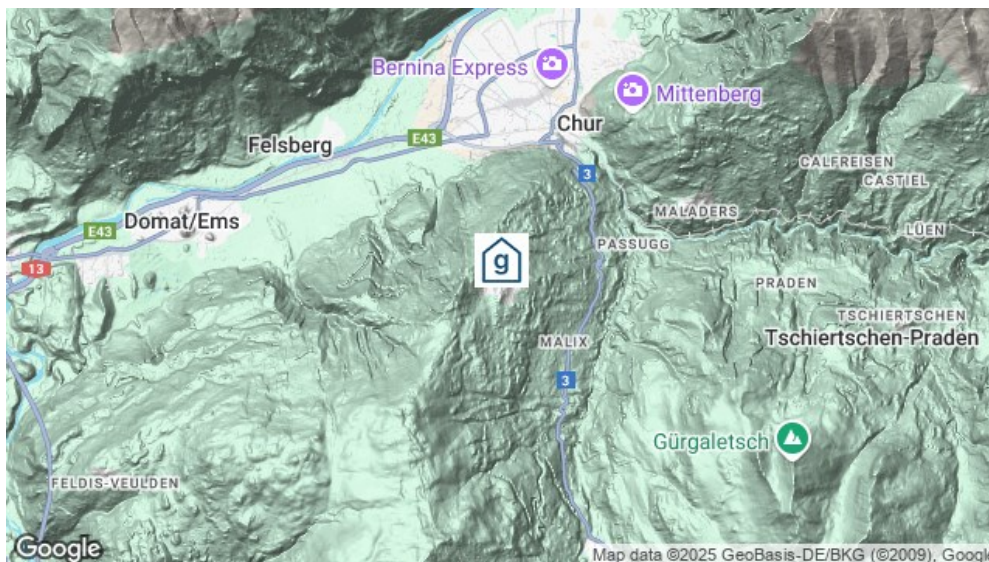 Bernina Express
Mittenberg
Chur
Felsberg
E43
3
CALFREISEN
CASTIEL
Domat/Ems
E43
MALADERS
LÜEN
13
g
PASSUGG
PRADEN
TSCHIERTSCHEN
Tschiertschen-Praden
MALIX
3
Gürgaletsch
FELDIS-VEULDEN
Google
Map data ©2025 GeoBasis-DE/BKG (©2009), Google